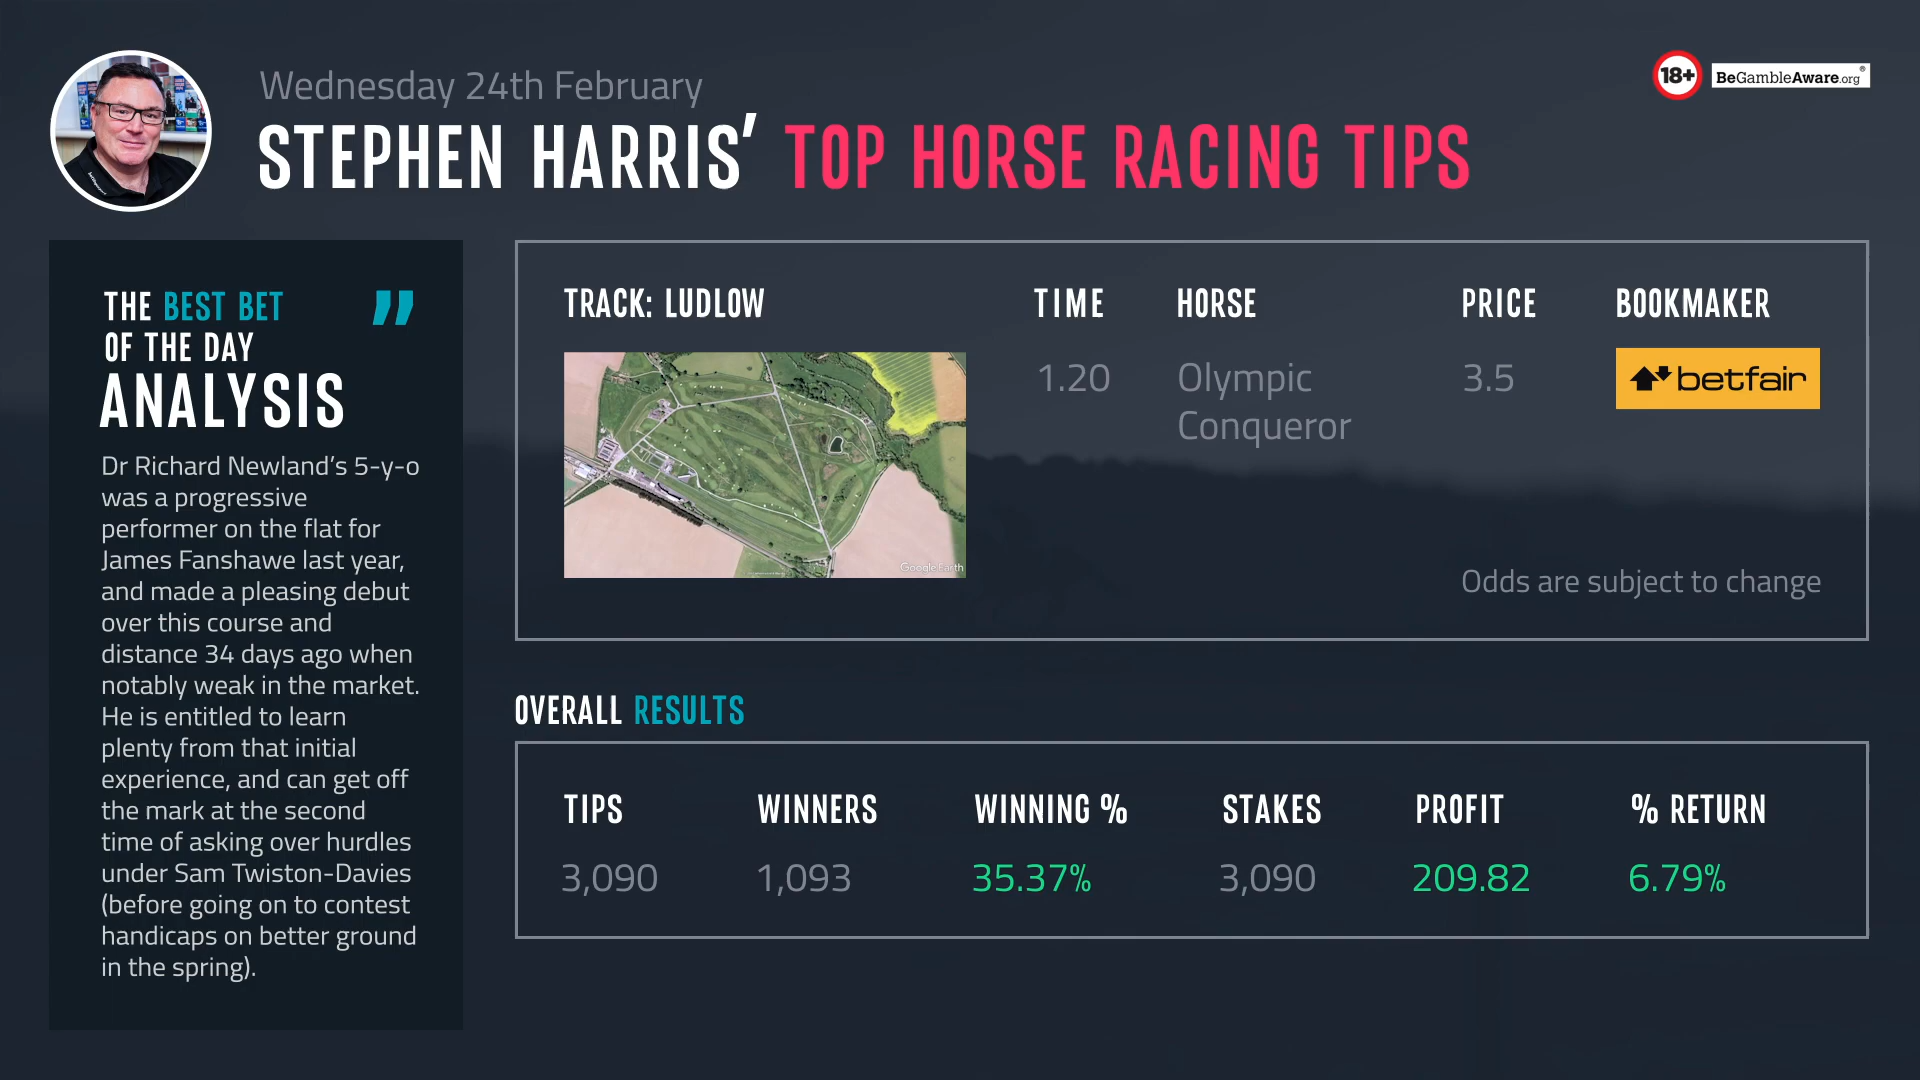 Wednesday 24th February
STEPHEN HARRIS' TOP HORSE RACING TIPS
18+ BeGambleAware.org®
THE BEST BET
OF THE DAY
ANALYSIS
Dr Richard Newland's 5-y-o
was a progressive
performer on the flat for
James Fanshawe last year,
and made a pleasing debut
over this course and
distance 34 days ago when
notably weak in the market.
He is entitled to learn
plenty from that initial
experience, and can get off
the mark at the second
time of asking over hurdles
under Sam Twiston-Davies
(before going on to contest
handicaps on better ground
in the spring).
TRACK: LUDLOW TIME HORSE PRICE BOOKMAKER
1.20 Olympic 3.5 betfair
Conqueror
Google Earth
Odds are subject to change
OVERALL RESULTS
TIPS WINNERS WINNING % STAKES PROFIT % RETURN
3,090 1,093 35.37% 3,090 209.82 6.79%